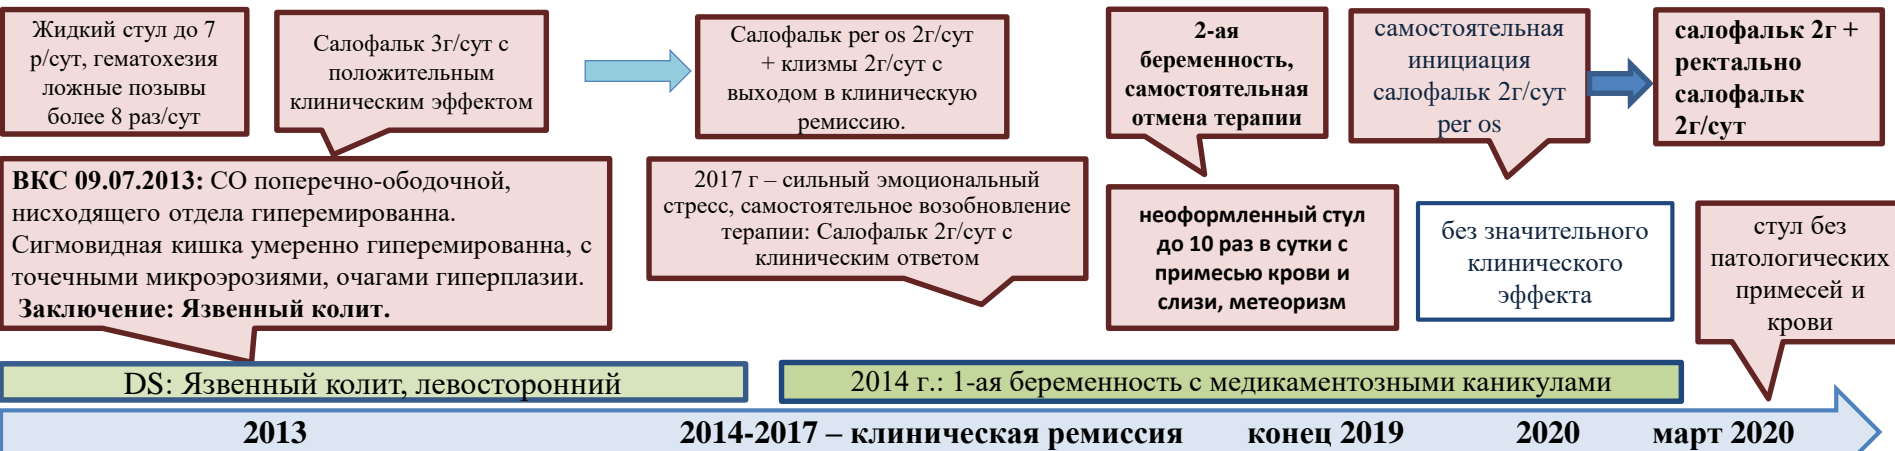 Жидкий стул до 7
р/сут, гематохезия
ложные позывы
более 8 раз/сут
Салофальк 3г/сут с
положительным
клиническим эффектом
Салофальк per os 2г/сут
+ клизмы 2г/сут с
выходом в клиническую
ремиссию.
2-ая
беременность,
самостоятельная
отмена терапии
самостоятельная
инициация
салофальк 2г/сут
per os
салофальк 2г +
ректально
салофальк
2г/сут
ВКС 09.07.2013: СО поперечно-ободочной,
нисходящего отдела гиперемированна.
Сигмовидная кишка умеренно гиперемированна, с
точечными микроэрозиями, очагами гиперплазии.
Заключение: Язвенный колит.
2017 г – сильный эмоциональный
стресс, самостоятельное возобновление
терапии: Салофальк 2г/сут с
клиническим ответом
неоформленный стул
до 10 раз в сутки с
примесью крови и
слизи, метеоризм
без значительного
клинического
эффекта
стул без
патологических
примесей и
крови
DS: Язвенный колит, левосторонний
2014 г.: 1-ая беременность с медикаментозными каникулами
2013
2014-2017 – клиническая ремиссия
конец 2019
2020
март 2020